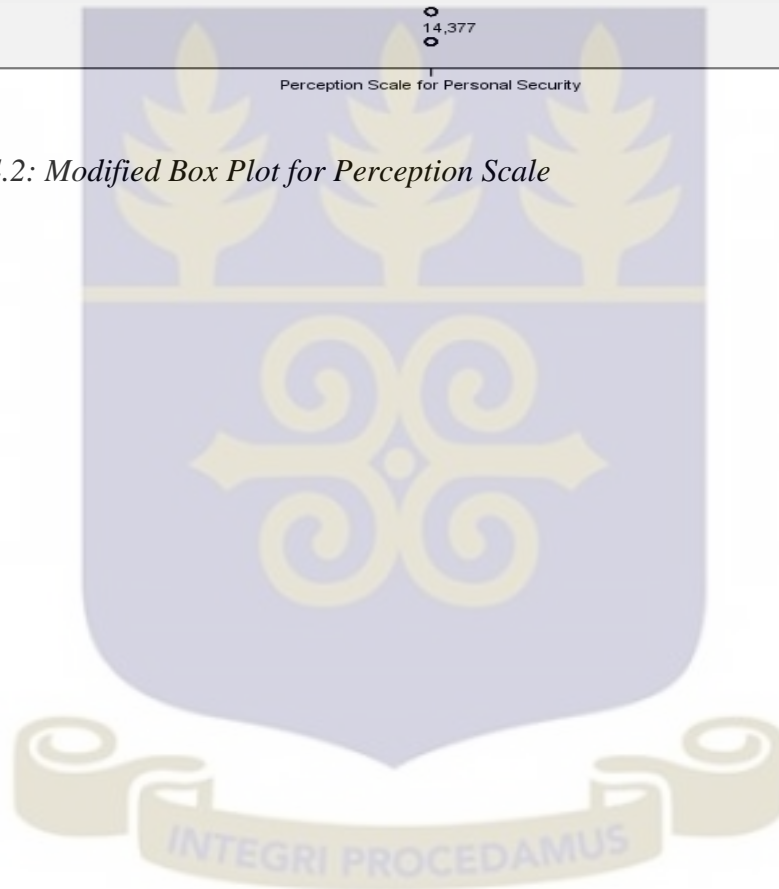 14,377
Perception Scale for Personal Security
.2: Modified Box Plot for Perception Scale
INTEGRI PROCEDAMUS